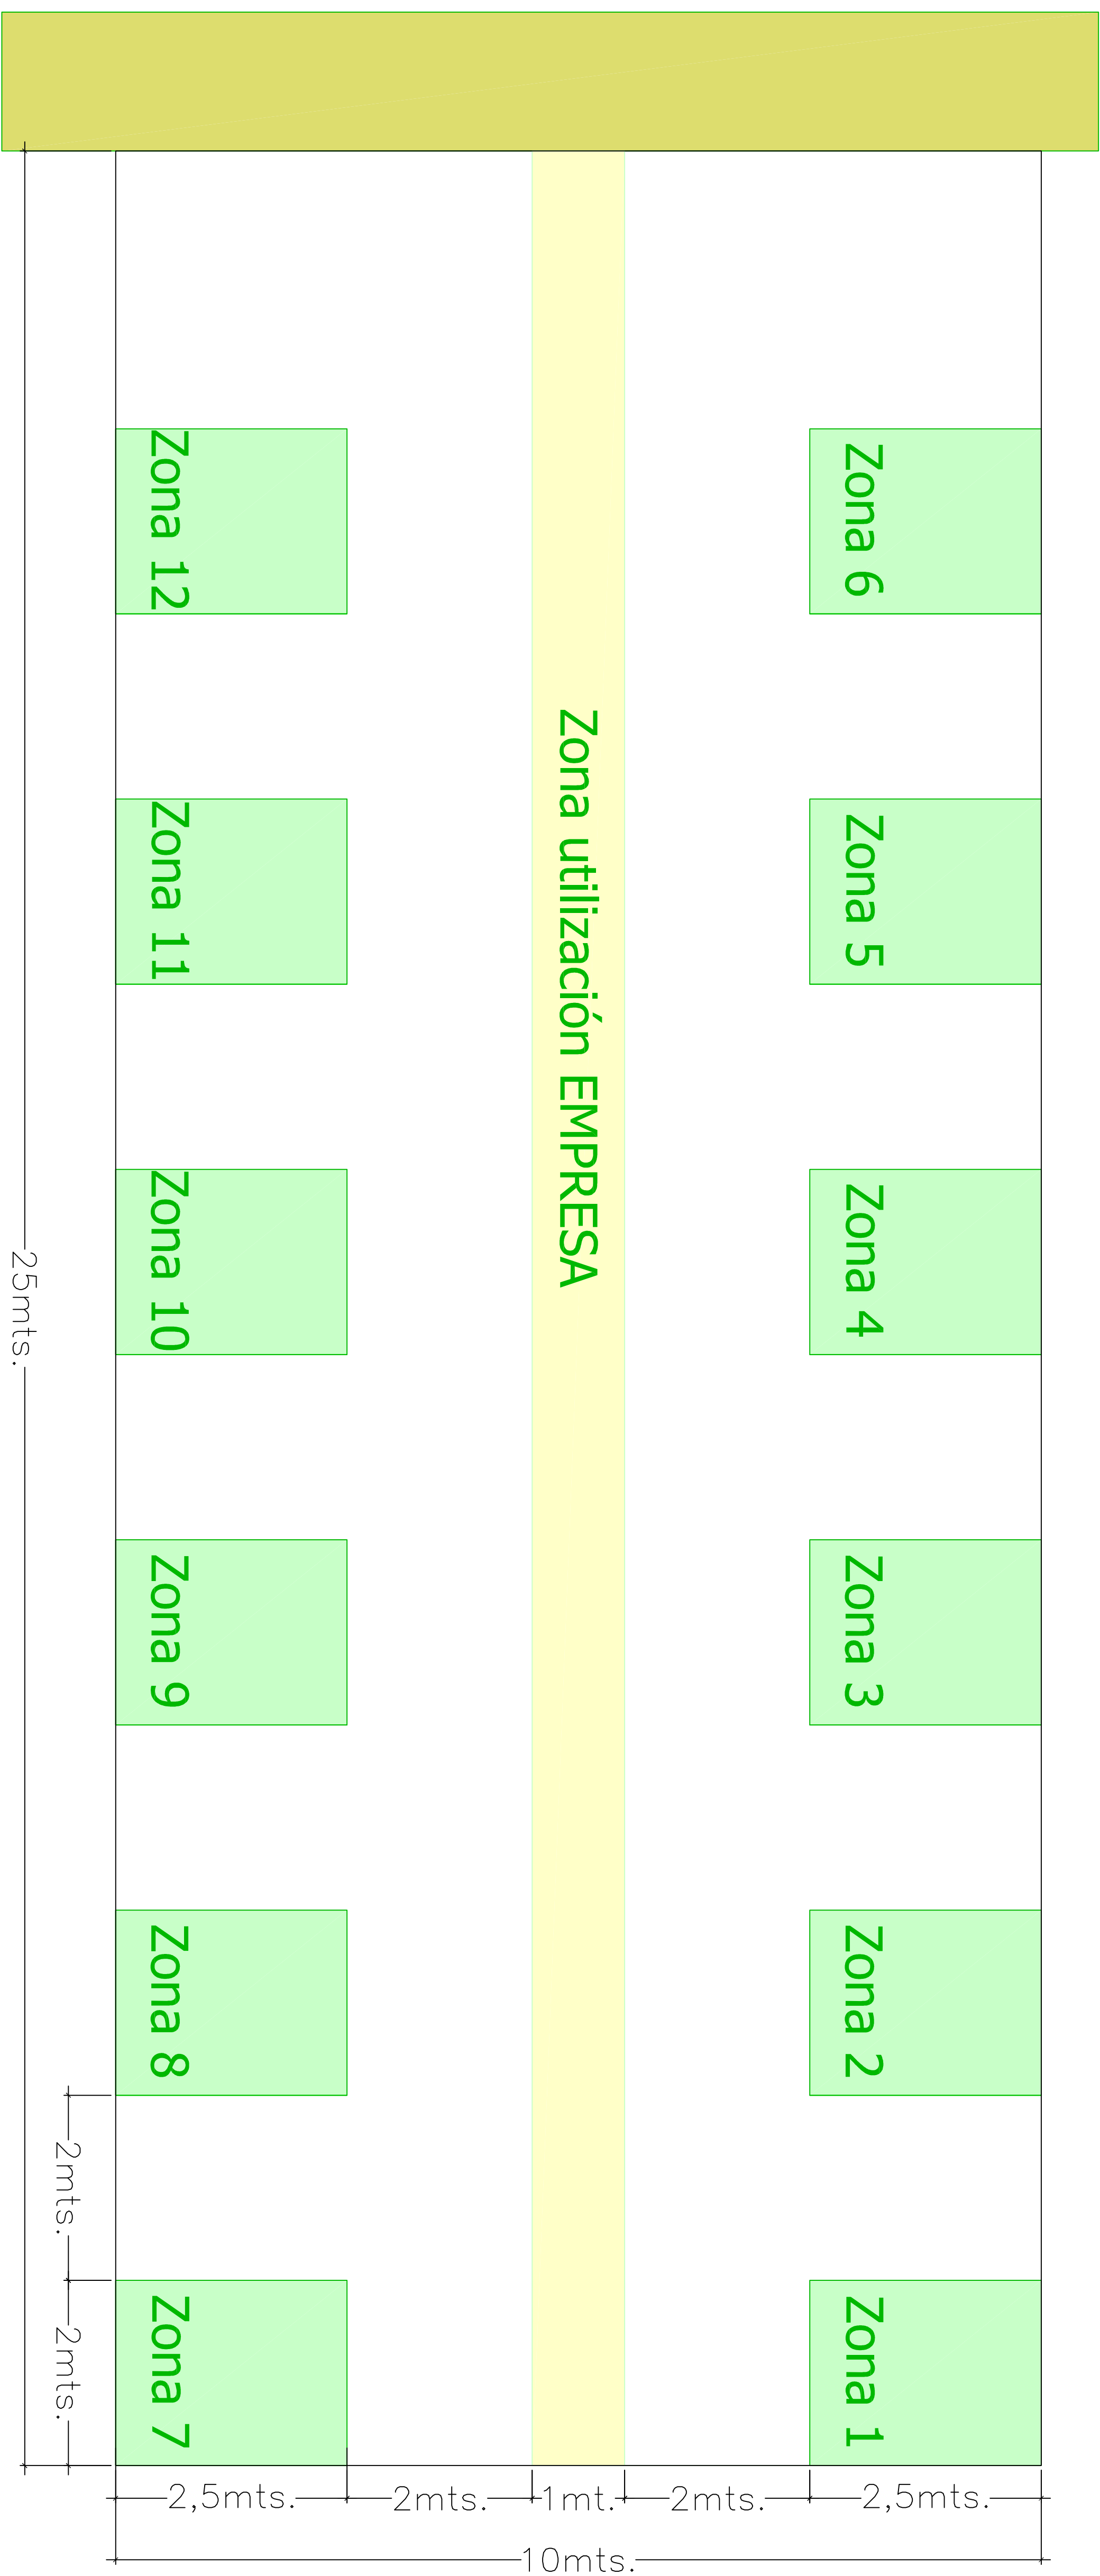 Zona 12
Zona 6
Zona 11
Zona 5
Zona utilización EMPRESA
Zona 10
Zona 4
25mts.
Zona 9
Zona 3
Zona 8
Zona 2
2mts.
Zona 7
Zona 1
2mts.
2,5mts.
2mts.
1mt.
2mts.
2,5mts.
10mts.